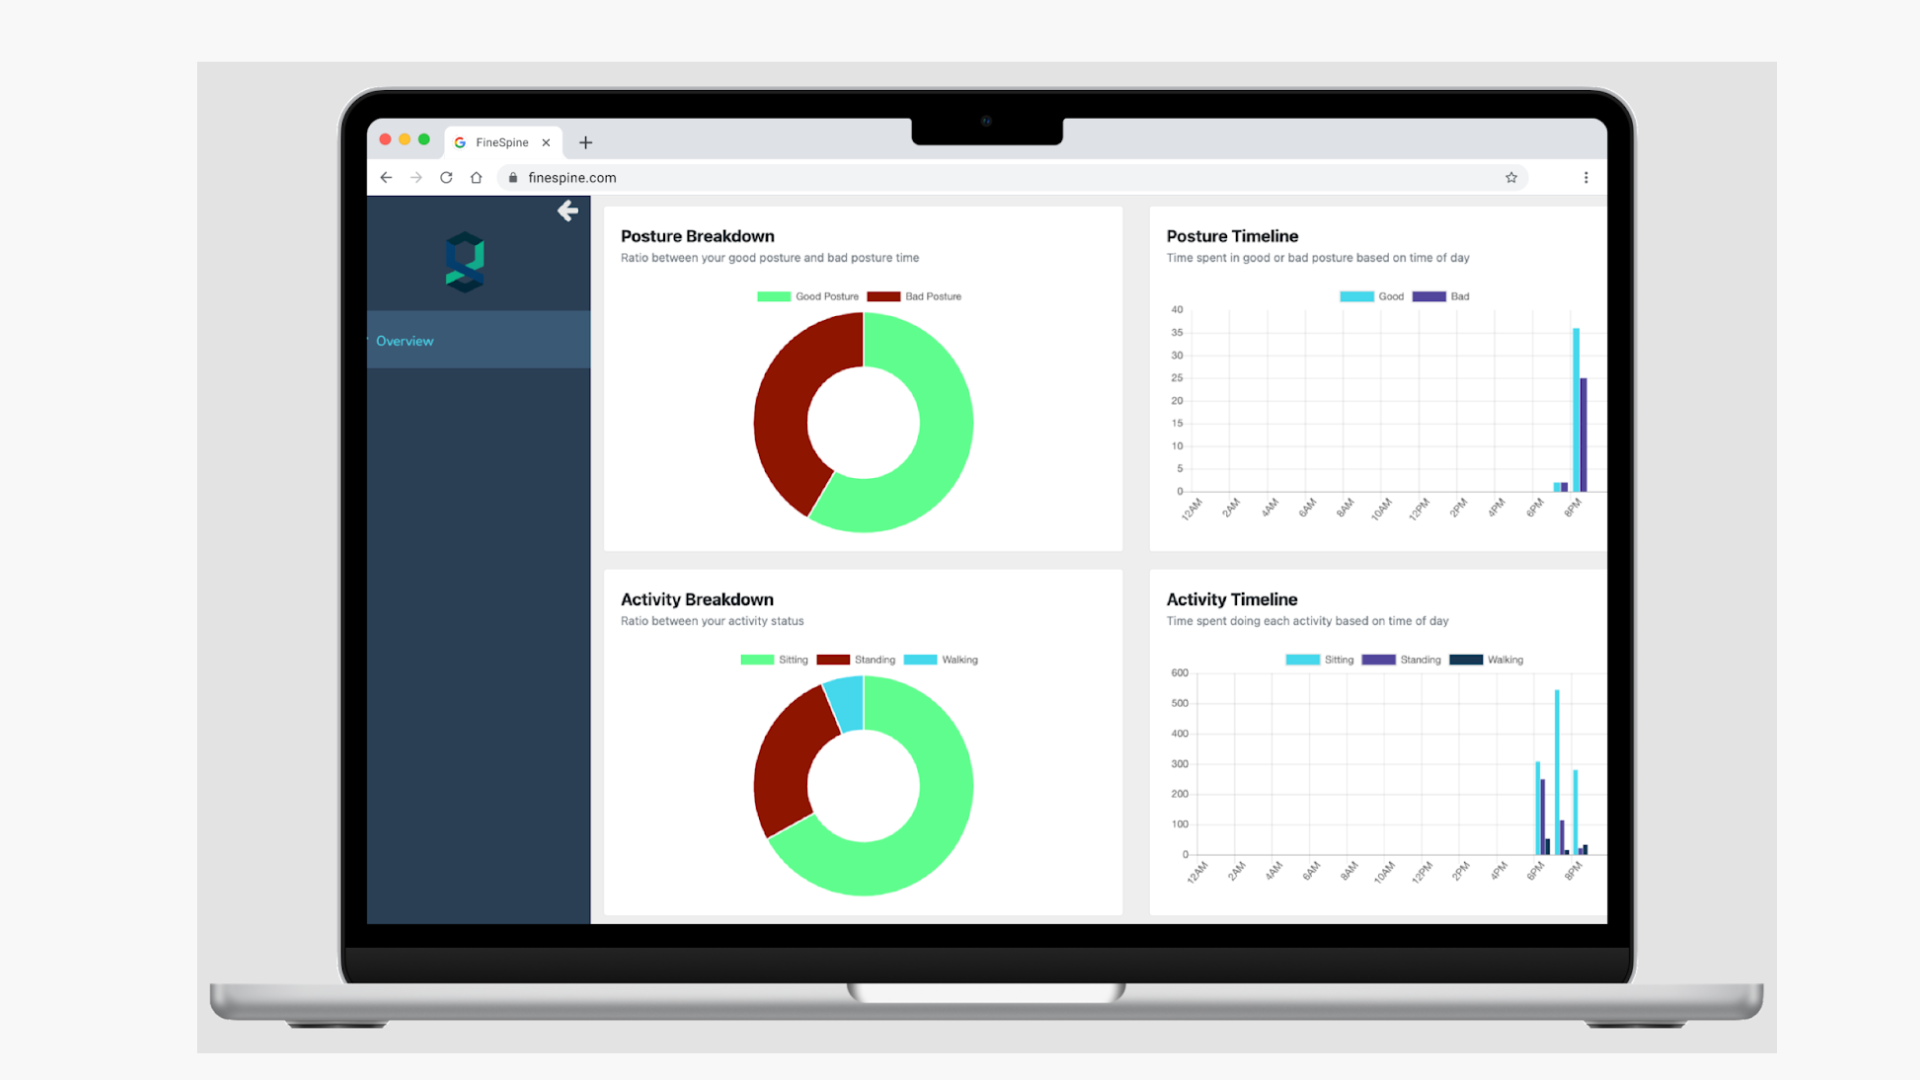 FineSpine
finespine.com
Overview
Posture Breakdown
Ratio between your good posture and bad posture time
Good Posture Bad Posture
Posture Timeline
Time spent in good or bad posture based on time of day
Good Bad
40
35
30
25
20
15
10
5
0
12AM 2AM 4AM 6AM 8AM 10AM 12PM 2PM 4PM 6PM 8PM
Activity Breakdown
Ratio between your activity status
Sitting Standing Walking
Activity Timeline
Time spent doing each activity based on time of day
Sitting Standing Walking
600
500
400
300
200
100
0
12AM 2AM 4AM 6AM 8AM 10AM 12PM 2PM 4PM 6PM 8PM